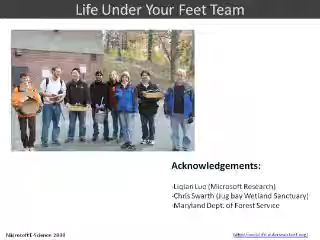 Life Under Your Feet Team
Acknowledgements:
-Liqian Luo (Microsoft Research)
-Chris Swarth (Jug bay Wetland Sanctuary)
-Maryland Dept. of Forest Service
Microsoft E-Science 2008